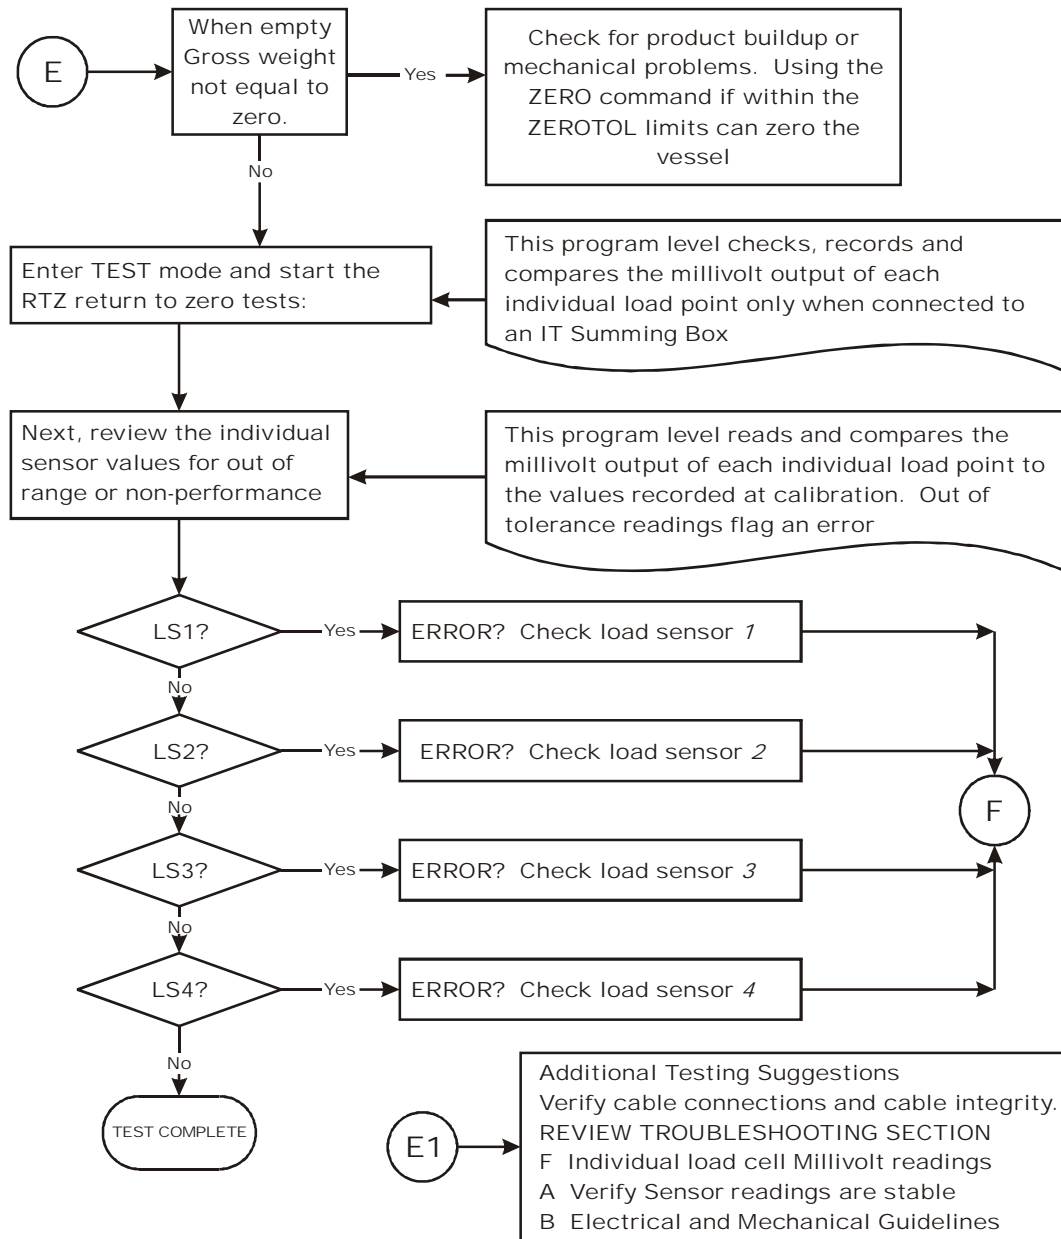 E
When empty
Gross weight
not equal to
zero.
Yes
Check for product buildup or
mechanical problems.  Using the
ZERO command if within the
ZEROTOL limits can zero the
vessel
No
Enter TEST mode and start the
RTZ return to zero tests:
This program level checks, records and
compares the millivolt output of each
individual load point only when connected to
an IT Summing Box
Next, review the individual
sensor values for out of
range or non-performance
This program level reads and compares the
millivolt output of each individual load point to
the values recorded at calibration.  Out of
tolerance readings flag an error
LS1?
Yes
ERROR?  Check load sensor 1
No
LS2?
Yes
ERROR?  Check load sensor 2
F
No
LS3?
Yes
ERROR?  Check load sensor 3
No
LS4?
Yes
ERROR?  Check load sensor 4
No
TEST COMPLETE
E1
Additional Testing Suggestions
Verify cable connections and cable integrity.
REVIEW TROUBLESHOOTING SECTION
F  Individual load cell Millivolt readings
A  Verify Sensor readings are stable
B  Electrical and Mechanical Guidelines